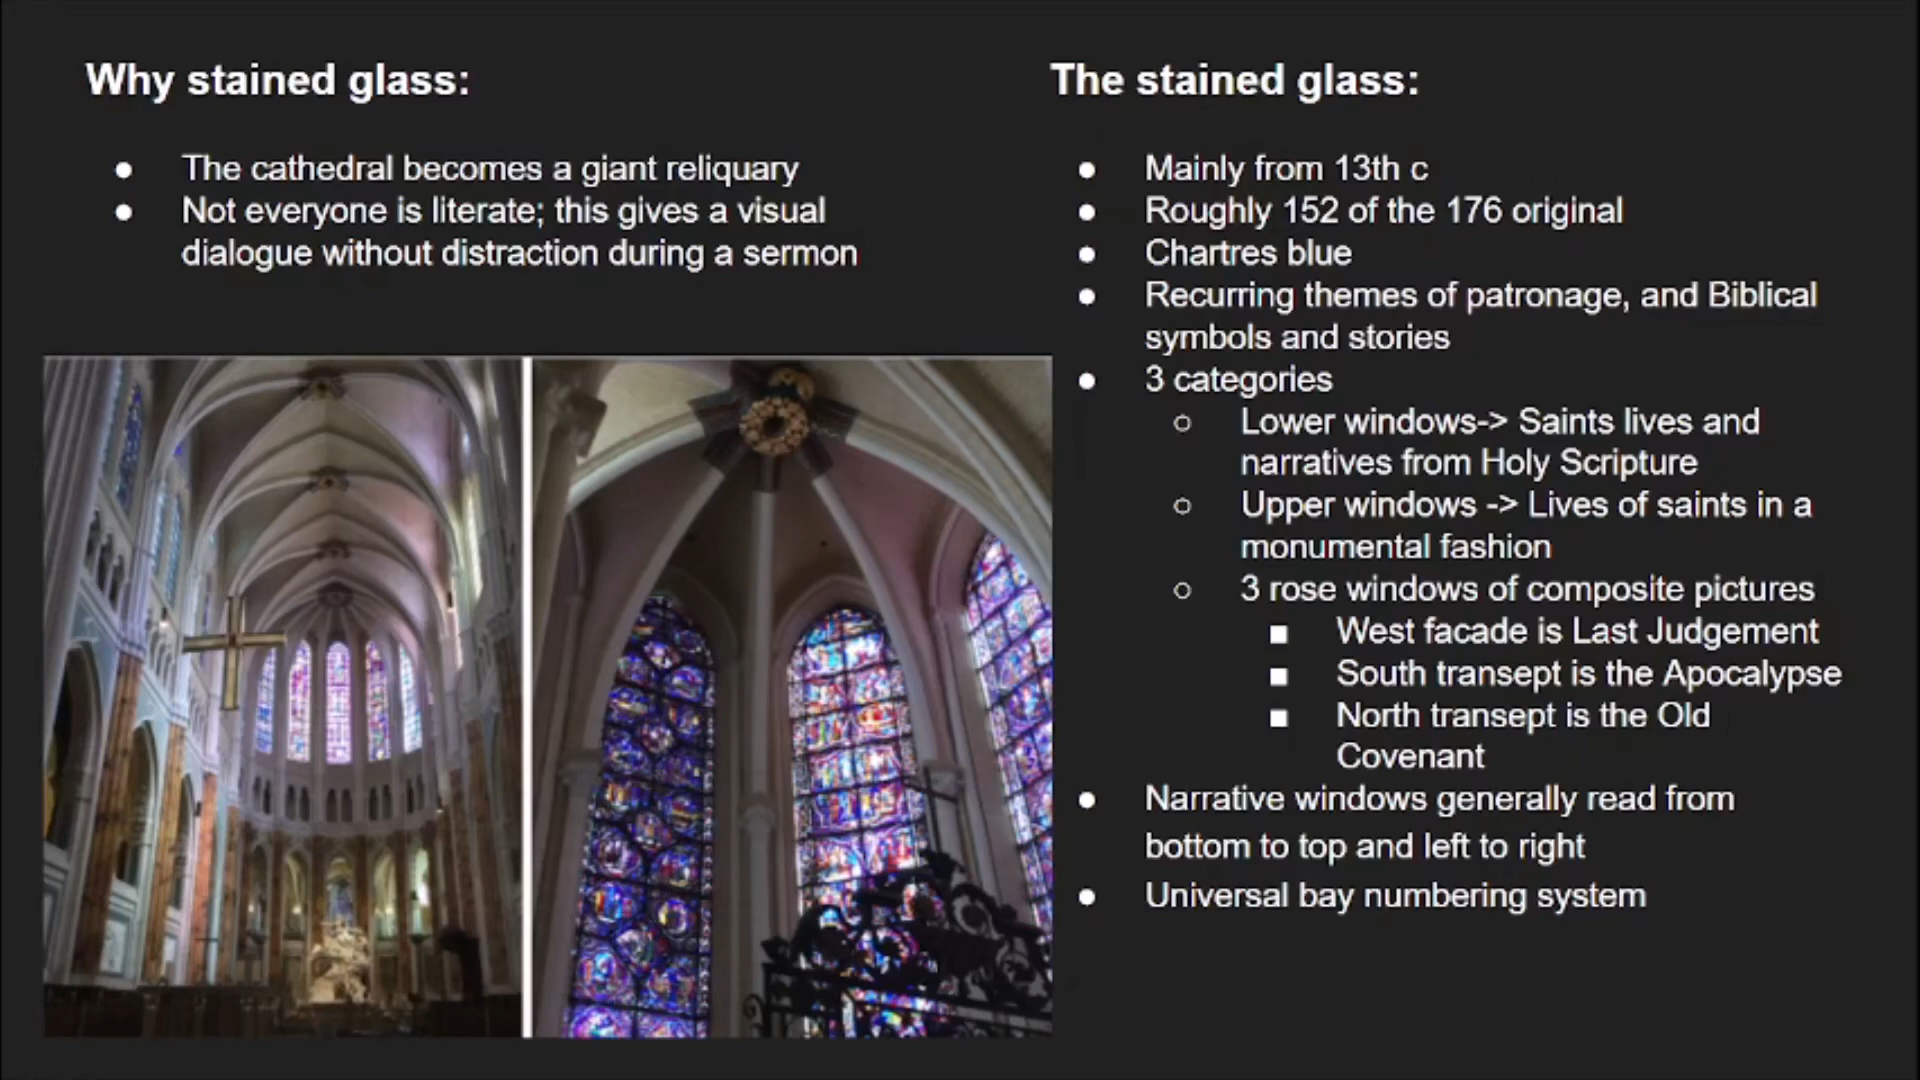 Why stained glass:
● The cathedral becomes a giant reliquary
● Not everyone is literate; this gives a visual
dialogue without distraction during a sermon
The stained glass:
● Mainly from 13th c
● Roughly 152 of the 176 original
● Chartres blue
● Recurring themes of patronage, and Biblical
symbols and stories
● 3 categories
○ Lower windows-> Saints lives and
narratives from Holy Scripture
○ Upper windows -> Lives of saints in a
monumental fashion
○ 3 rose windows of composite pictures
■ West facade is Last Judgement
■ South transept is the Apocalypse
■ North transept is the Old
Covenant
● Narrative windows generally read from
bottom to top and left to right
● Universal bay numbering system